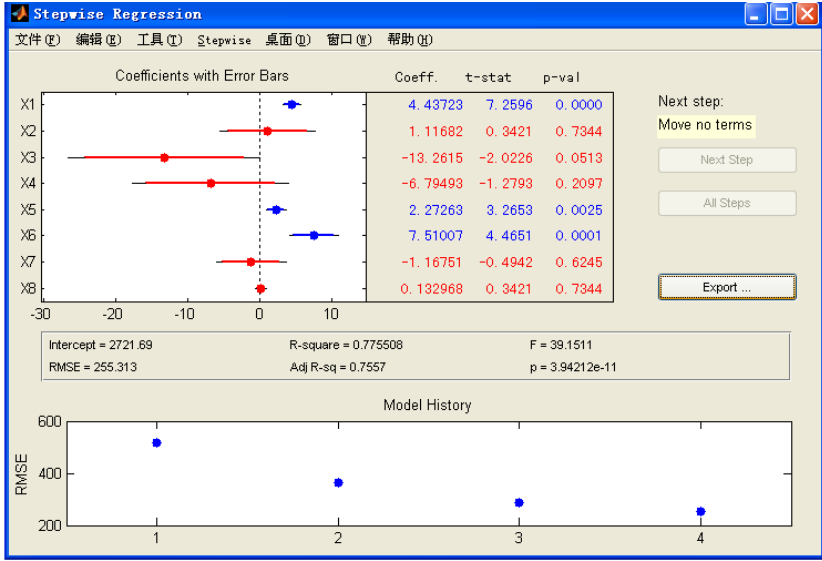 Stepwise Regression
文件(F) 编辑(E) 工具(T) Stepwise 桌面(D) 窗口(W) 帮助(H)
Coefficients with Error Bars Coeff. t-stat p-val
X1 4.43723 7.2596 0.0000
X2 1.11682 0.3421 0.7344
X3 -13.2615 -2.0226 0.0513
X4 -6.79493 -1.2793 0.2097
X5 2.27263 3.2653 0.0025
X6 7.51007 4.4651 0.0001
X7 -1.16751 -0.4942 0.6245
X8 0.132968 0.3421 0.7344
-30 -20 -10 0 10
Next step:
Move no terms
Next Step
All Steps
Export ...
Intercept = 2721.69 R-square = 0.775508 F = 39.1511
RMSE = 255.313 Adj R-sq = 0.7557 p = 3.94212e-11
Model History
RMSE
600
400
200
1 2 3 4